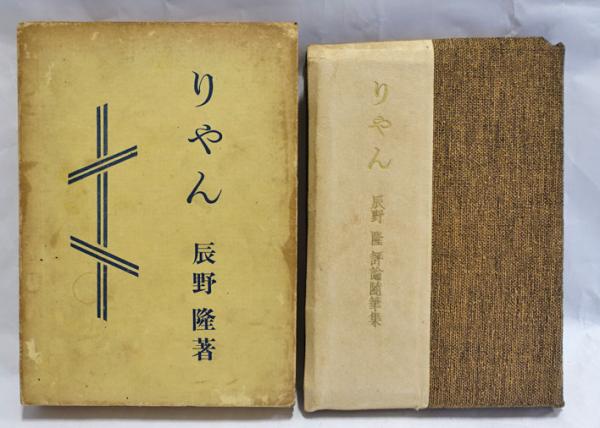 りやん
辰野隆著
りやん
辰野 隆 評論随筆集